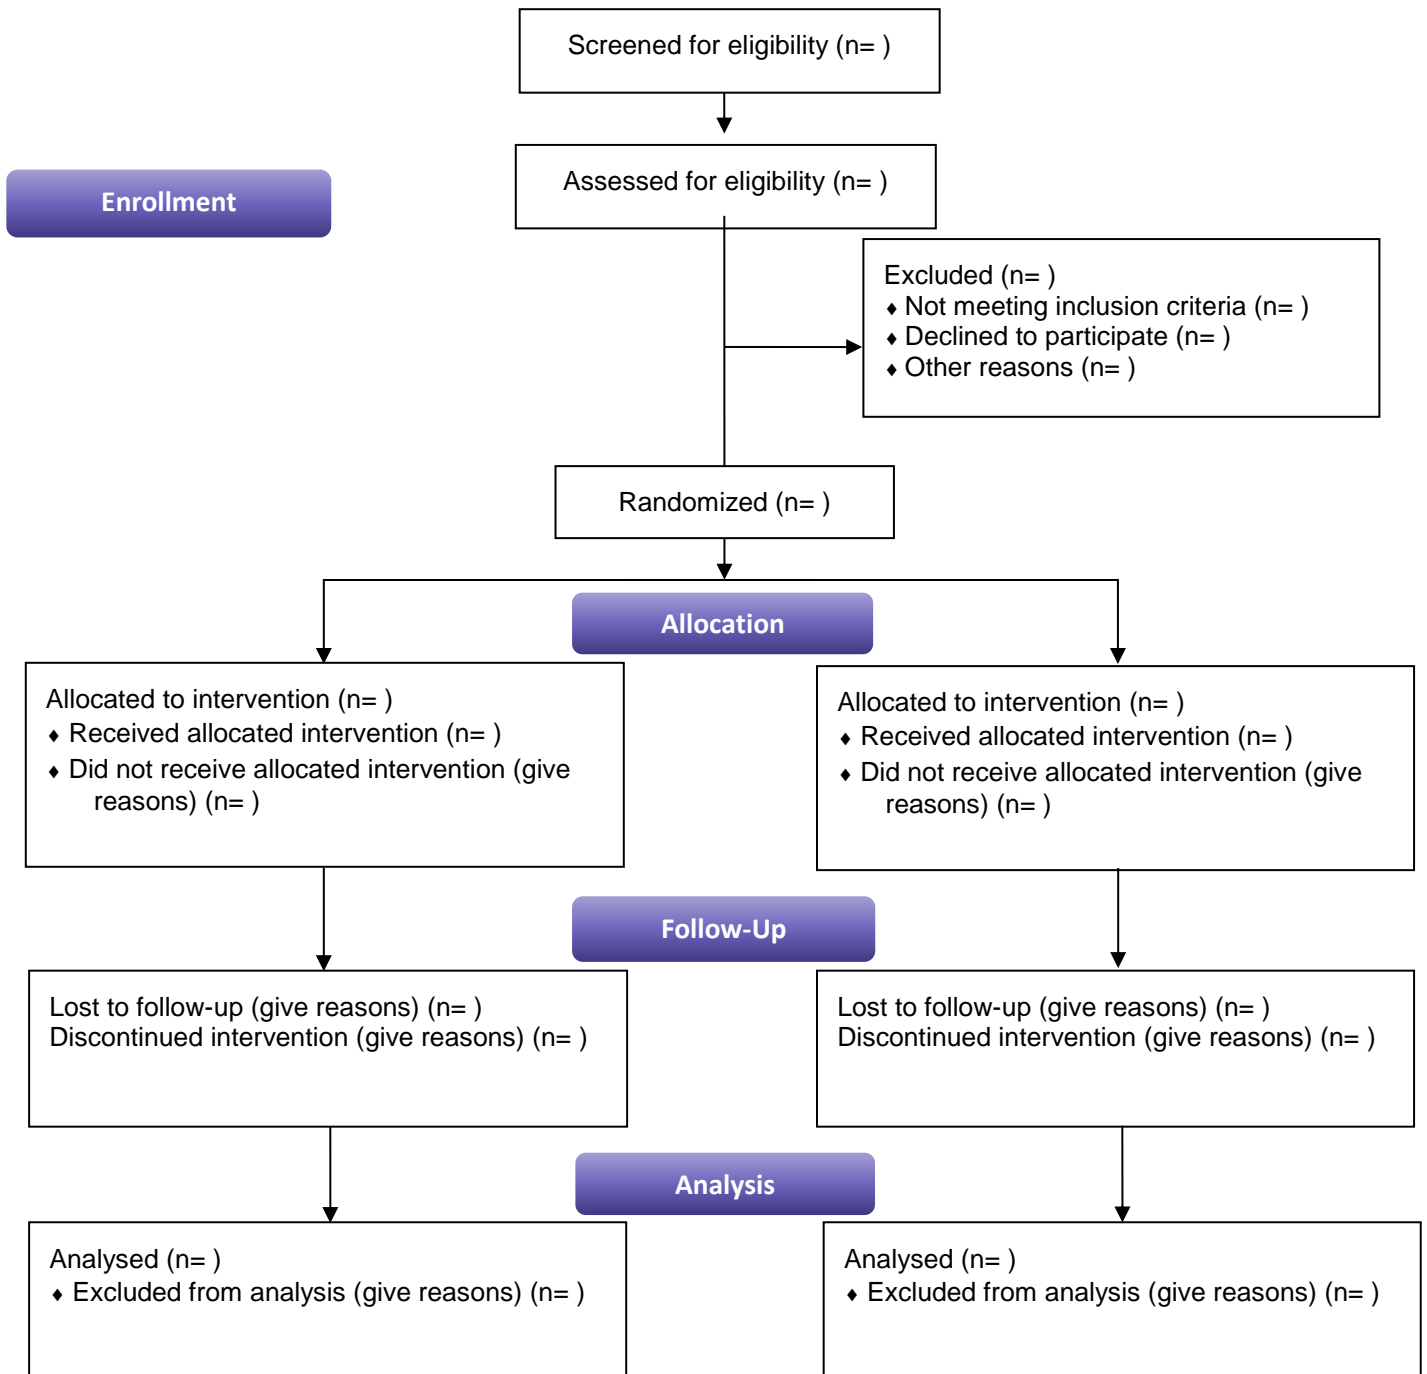 Screened for eligibility (n= )
Assessed for eligibility (n= )
Enrollment
Excluded (n= )
♦ Not meeting inclusion criteria (n= )
♦ Declined to participate (n= )
♦ Other reasons (n= )
Randomized (n= )
Allocation
Allocated to intervention (n= )
♦ Received allocated intervention (n= )
♦ Did not receive allocated intervention (give
reasons) (n= )
Allocated to intervention (n= )
♦ Received allocated intervention (n= )
♦ Did not receive allocated intervention (give
reasons) (n= )
Follow-Up
Lost to follow-up (give reasons) (n= )
Discontinued intervention (give reasons) (n= )
Lost to follow-up (give reasons) (n= )
Discontinued intervention (give reasons) (n= )
Analysis
Analysed (n= )
♦ Excluded from analysis (give reasons) (n= )
Analysed (n= )
♦ Excluded from analysis (give reasons) (n= )